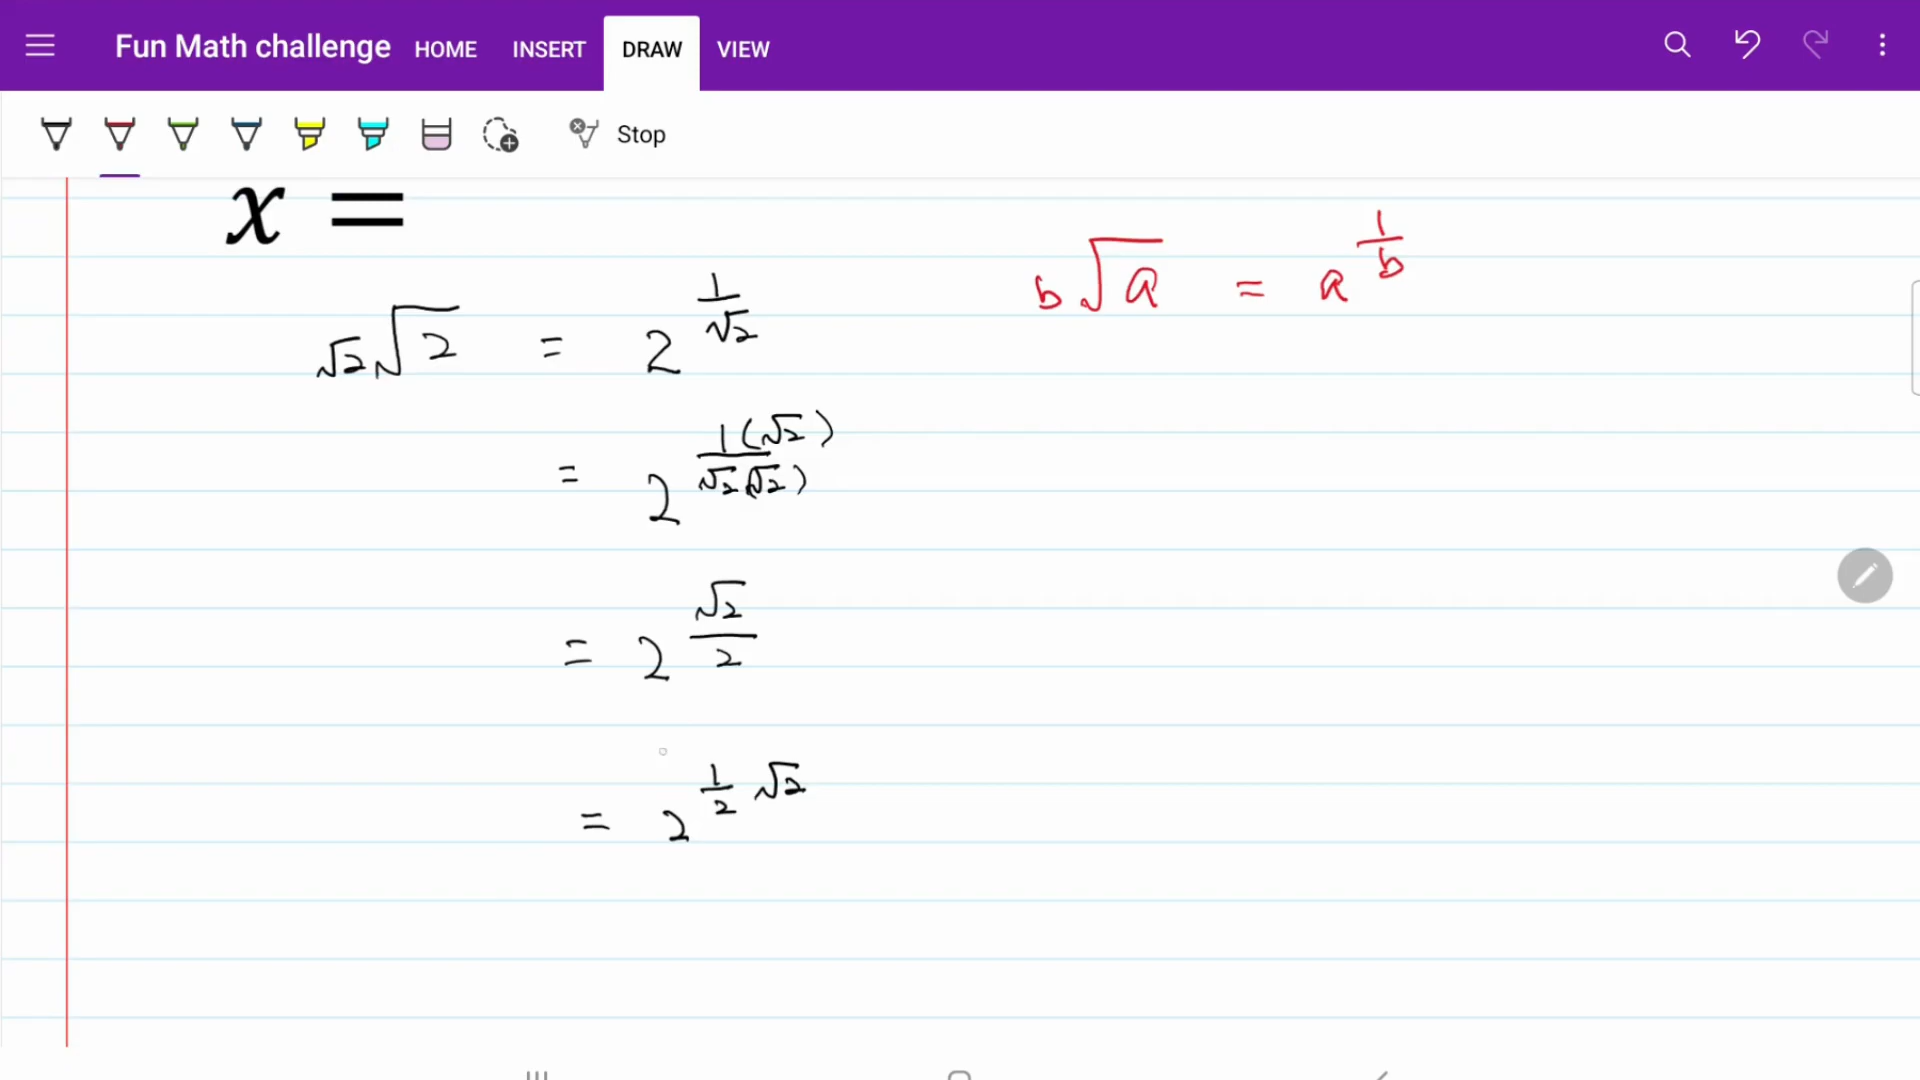 Fun Math challenge HOME INSERT DRAW VIEW
Stop
x =
b√a = a^(1/b)
√2√2 = 2^(1/√2)
= 2^(1(√2)/√2(√2))
= 2^(√2/2)
= 2^(1/2 √2)